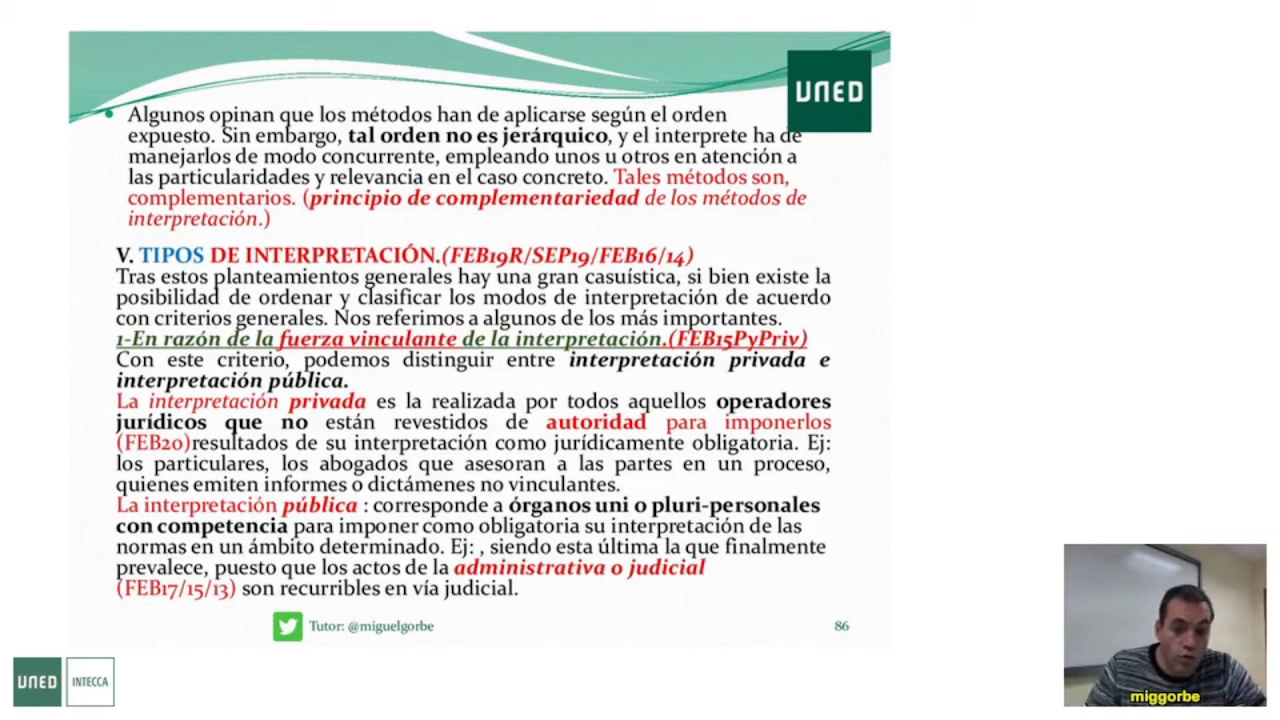 UNED
• Algunos opinan que los métodos han de aplicarse según el orden
expuesto. Sin embargo, tal orden no es jerárquico, y el interprete ha de
manejarlos de modo concurrente, empleando unos u otros en atención a
las particularidades y relevancia en el caso concreto. Tales métodos son,
complementarios. (principio de complementariedad de los métodos de
interpretación.)
V. TIPOS DE INTERPRETACIÓN.(FEB19R/SEP19/FEB16/14)
Tras estos planteamientos generales hay una gran casuística, si bien existe la
posibilidad de ordenar y clasificar los modos de interpretación de acuerdo
con criterios generales. Nos referimos a algunos de los más importantes.
1-En razón de la fuerza vinculante de la interpretación.(FEB15PyPriv)
Con este criterio, podemos distinguir entre interpretación privada e
interpretación pública.
La interpretación privada es la realizada por todos aquellos operadores
jurídicos que no están revestidos de autoridad para imponerlos
(FEB20)resultados de su interpretación como jurídicamente obligatoria. Ej:
los particulares, los abogados que asesoran a las partes en un proceso,
quienes emiten informes o dictámenes no vinculantes.
La interpretación pública : corresponde a órganos uni o pluri-personales
con competencia para imponer como obligatoria su interpretación de las
normas en un ámbito determinado. Ej: , siendo esta última la que finalmente
prevalece, puesto que los actos de la administrativa o judicial
(FEB17/15/13) son recurribles en vía judicial.
Tutor: @miguelgorbe
86
UNED
INTECCA
miggorbe